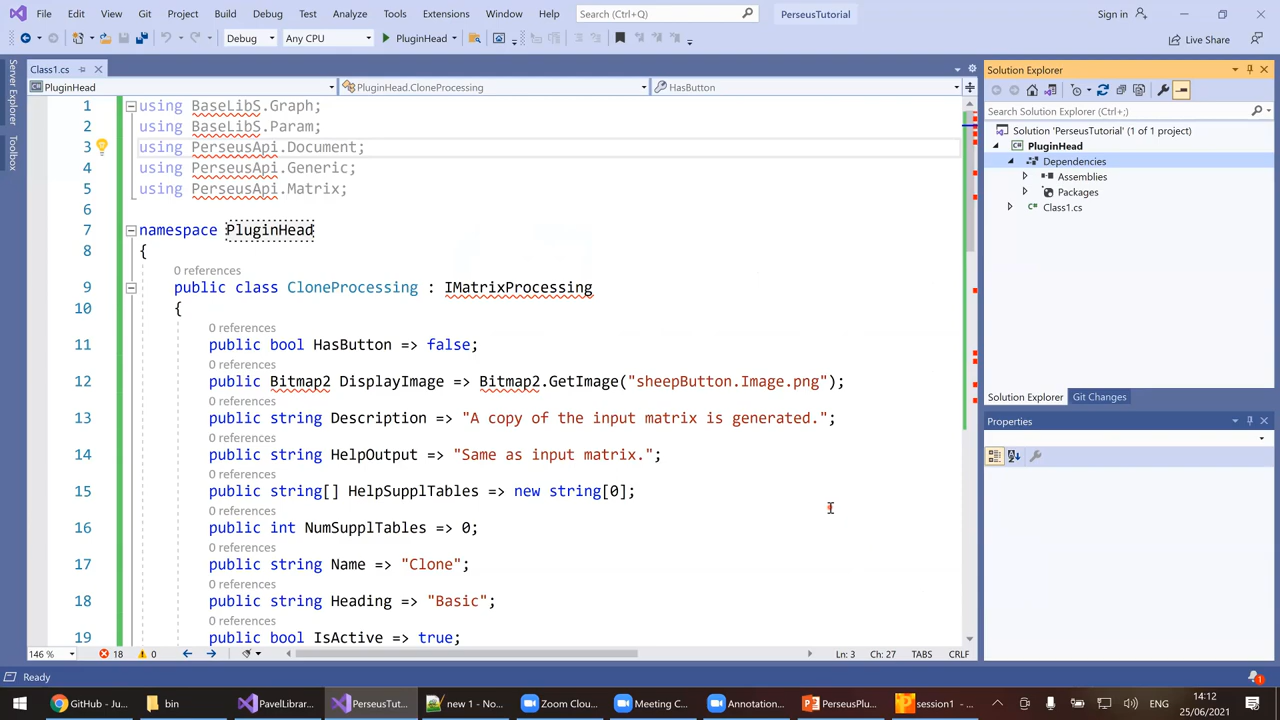 File Edit View Git Project Build Debug Test Analyze Tools Extensions Window Help Search (Ctrl+Q) PerseusTutorial Sign in
Debug Any CPU PluginHead Live Share
Server Explorer
Toolbox
Class1.cs
PluginHead PluginHead.CloneProcessing HasButton
1 using BaseLibS.Graph;
2 using BaseLibS.Param;
3 using PerseusApi.Document;
4 using PerseusApi.Generic;
5 using PerseusApi.Matrix;
6
7 namespace PluginHead
8 {
0 references
9 public class CloneProcessing : IMatrixProcessing
10 {
0 references
11 public bool HasButton => false;
0 references
12 public Bitmap2 DisplayImage => Bitmap2.GetImage("sheepButton.Image.png");
0 references
13 public string Description => "A copy of the input matrix is generated.";
0 references
14 public string HelpOutput => "Same as input matrix.";
0 references
15 public string[] HelpSupplTables => new string[0];
0 references
16 public int NumSupplTables => 0;
0 references
17 public string Name => "Clone";
0 references
18 public string Heading => "Basic";
0 references
19 public bool IsActive => true;
146 % 18 0 Ln: 3 Ch: 27 TABS CRLF
Solution Explorer
Search Solution Explorer (Ctrl+;)
Solution 'PerseusTutorial' (1 of 1 project)
PluginHead
Dependencies
Assemblies
Packages
Class1.cs
Solution Explorer Git Changes
Properties
Ready 1
GitHub - Ju... bin PavelLibrar... PerseusTut... new 1 - No... Zoom Clou... Meeting C... Annotation... PerseusPlu... session1 - ... ENG 14:12
25/06/2021